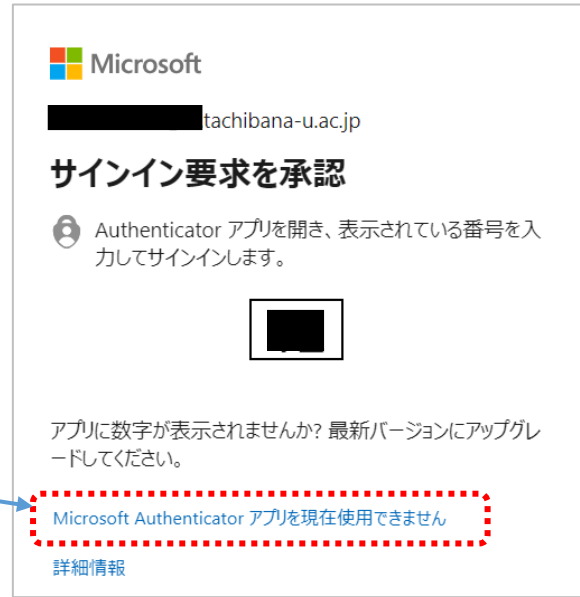 Microsoft
tachibana-u.ac.jp
サインイン要求を承認
Authenticator アプリを開き、表示されている番号を入
力してサインインします。
アプリに数字が表示されませんか? 最新バージョンにアップグレ
ードしてください。
Microsoft Authenticator アプリを現在使用できません
詳細情報